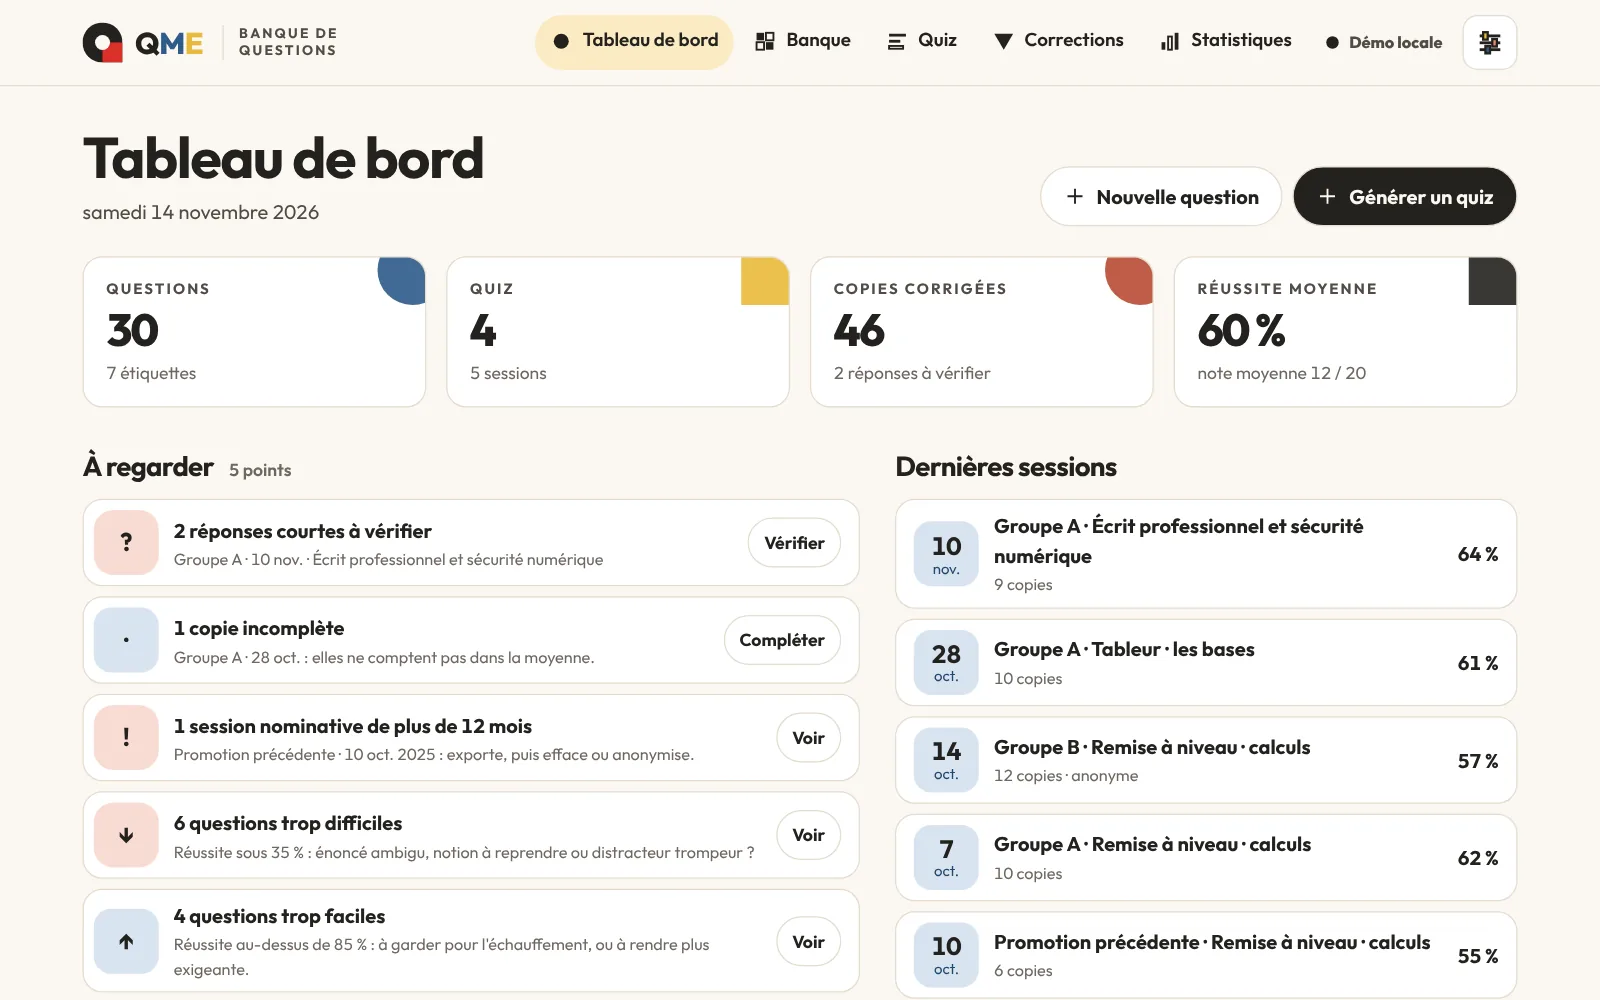 QME
BANQUE DE
QUESTIONS
Tableau de bord
Banque
Quiz
Corrections
Statistiques
Démo locale
Tableau de bord
samedi 14 novembre 2026
+ Nouvelle question
+ Générer un quiz
QUESTIONS
30
7 étiquettes
QUIZ
4
5 sessions
COPIES CORRIGÉES
46
2 réponses à vérifier
RÉUSSITE MOYENNE
60 %
note moyenne 12 / 20
À regarder 5 points
?
2 réponses courtes à vérifier
Groupe A · 10 nov. · Écrit professionnel et sécurité numérique
Vérifier
·
1 copie incomplète
Groupe A · 28 oct. : elles ne comptent pas dans la moyenne.
Compléter
!
1 session nominative de plus de 12 mois
Promotion précédente · 10 oct. 2025 : exporte, puis efface ou anonymise.
Voir
↓
6 questions trop difficiles
Réussite sous 35 % : énoncé ambigu, notion à reprendre ou distracteur trompeur ?
Voir
↑
4 questions trop faciles
Réussite au-dessus de 85 % : à garder pour l'échauffement, ou à rendre plus
exigeante.
Voir
Dernières sessions
10
nov.
Groupe A · Écrit professionnel et sécurité
numérique
9 copies
64 %
28
oct.
Groupe A · Tableur · les bases
10 copies
61 %
14
oct.
Groupe B · Remise à niveau · calculs
12 copies · anonyme
57 %
7
oct.
Groupe A · Remise à niveau · calculs
10 copies
62 %
10
oct.
Promotion précédente · Remise à niveau · calculs
6 copies
55 %